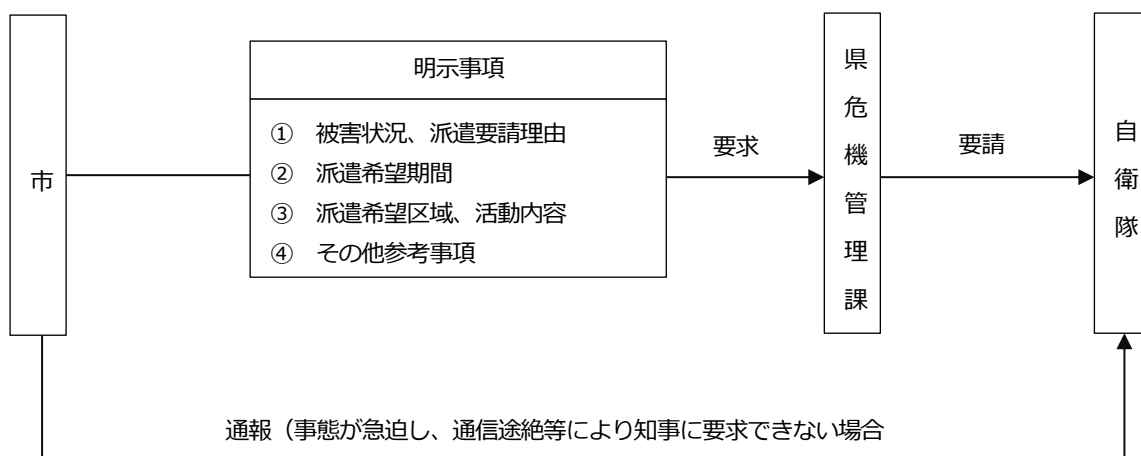 市
明示事項
① 被害状況、派遣要請理由
② 派遣希望期間
③ 派遣希望区域、活動内容
④ その他参考事項
要求
県危機管理課
要請
自衛隊
通報（事態が急迫し、通信途絶等により知事に要求できない場合